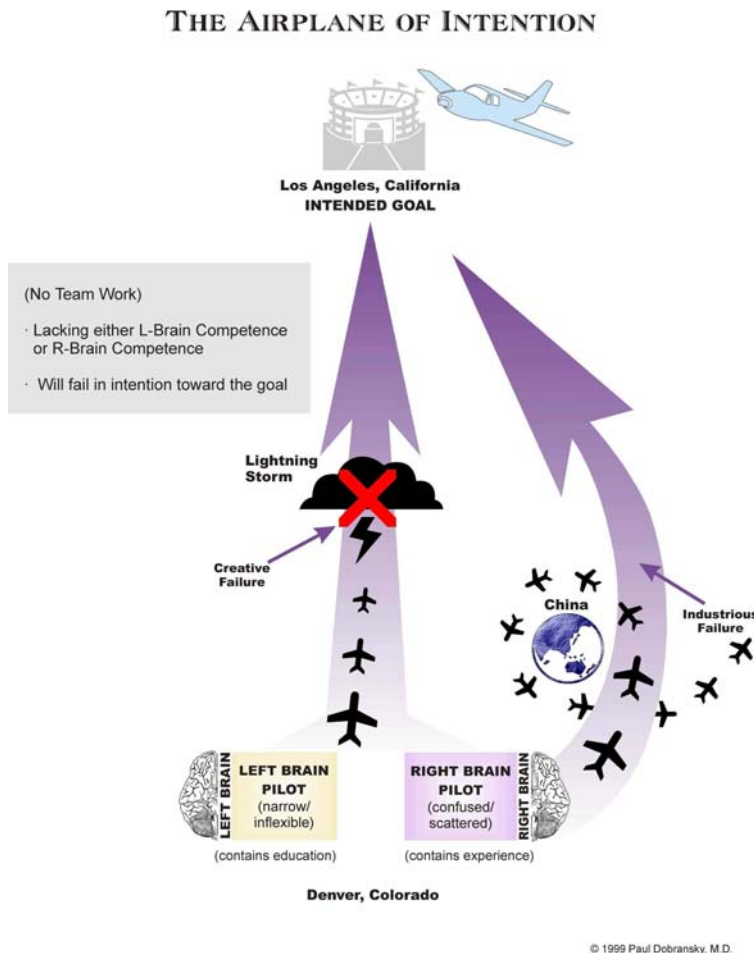 THE AIRPLANE OF INTENTION
Los Angeles, California
INTENDED GOAL
(No Team Work)
· Lacking either L-Brain Competence
or R-Brain Competence
· Will fail in intention toward the goal
Lightning
Storm
Creative
Failure
China
Industrious
Failure
LEFT BRAIN
LEFT BRAIN
PILOT
(narrow/
inflexible)
(contains education)
RIGHT BRAIN
PILOT
(confused/
scattered)
RIGHT BRAIN
(contains experience)
Denver, Colorado
© 1999 Paul Dobransky, M.D.